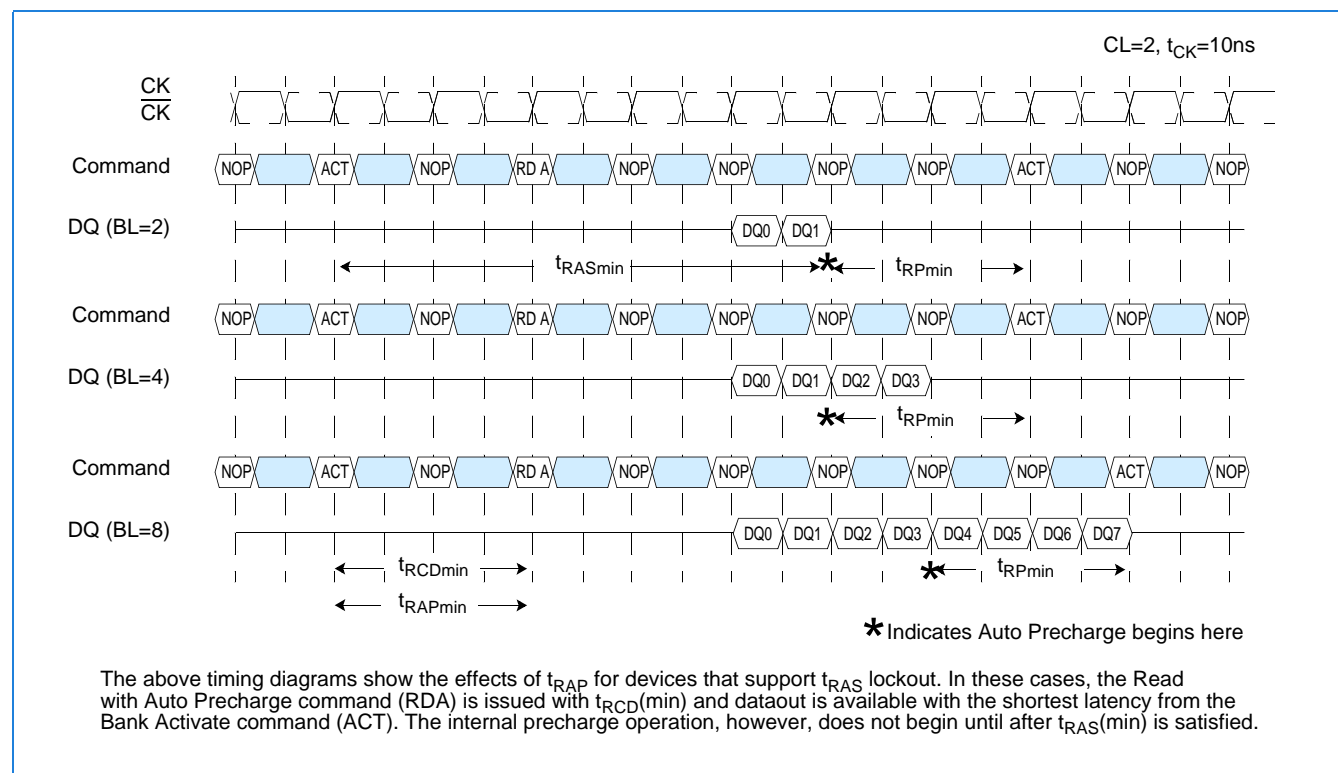 CL=2, tCK=10ns
CK
CK
Command NOP ACT NOP RD A NOP NOP NOP NOP ACT NOP NOP
DQ (BL=2) DQ0 DQ1
tRASmin * tRPmin
Command NOP ACT NOP RD A NOP NOP NOP NOP ACT NOP NOP
DQ (BL=4) DQ0 DQ1 DQ2 DQ3
* tRPmin
Command NOP ACT NOP RD A NOP NOP NOP NOP NOP ACT NOP
DQ (BL=8) DQ0 DQ1 DQ2 DQ3 DQ4 DQ5 DQ6 DQ7
tRCDmin * tRPmin
tRAPmin
* Indicates Auto Precharge begins here
The above timing diagrams show the effects of tRAP for devices that support tRAS lockout. In these cases, the Read
with Auto Precharge command (RDA) is issued with tRCD(min) and dataout is available with the shortest latency from the
Bank Activate command (ACT). The internal precharge operation, however, does not begin until after tRAS(min) is satisfied.